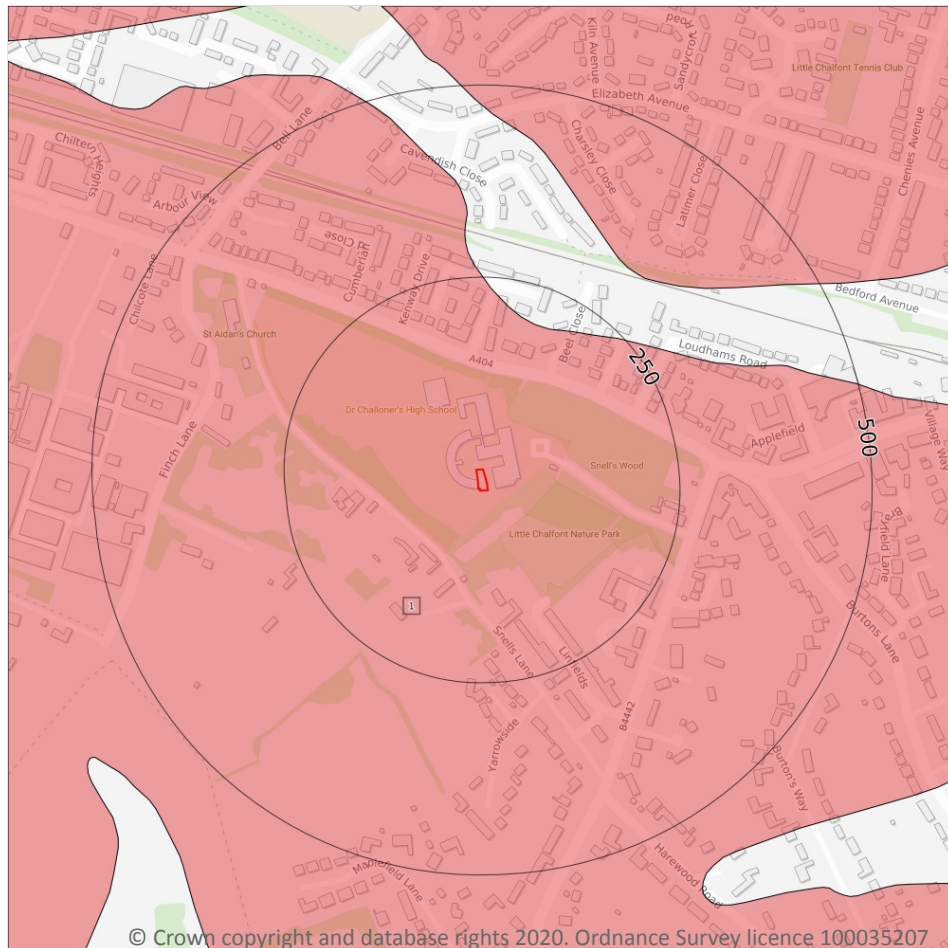 Kiln Avenue
Sandycroft Road
Little Chalfont Tennis Club
Elizabeth Avenue
Bell Lane
Charsley Close
Chenies Avenue
Chiltern Heights
Cavendish Close
Latimer Close
Arbour View
Cumberland Close
Kenway Drive
Chilcote Lane
Bedford Avenue
St Aidan's Church
Beel Close
Loudhams Road
A404
250
Dr Challoner's High School
Village Way
Applefield
500
Finch Lane
Snell's Wood
Little Chalfont Nature Park
Brayfield Lane
1
Burtons Lane
Snells Lane
Linfields
B4442
Yarrowside
Burton's Way
Maplefield Lane
Harewood Road
© Crown copyright and database rights 2020. Ordnance Survey licence 100035207